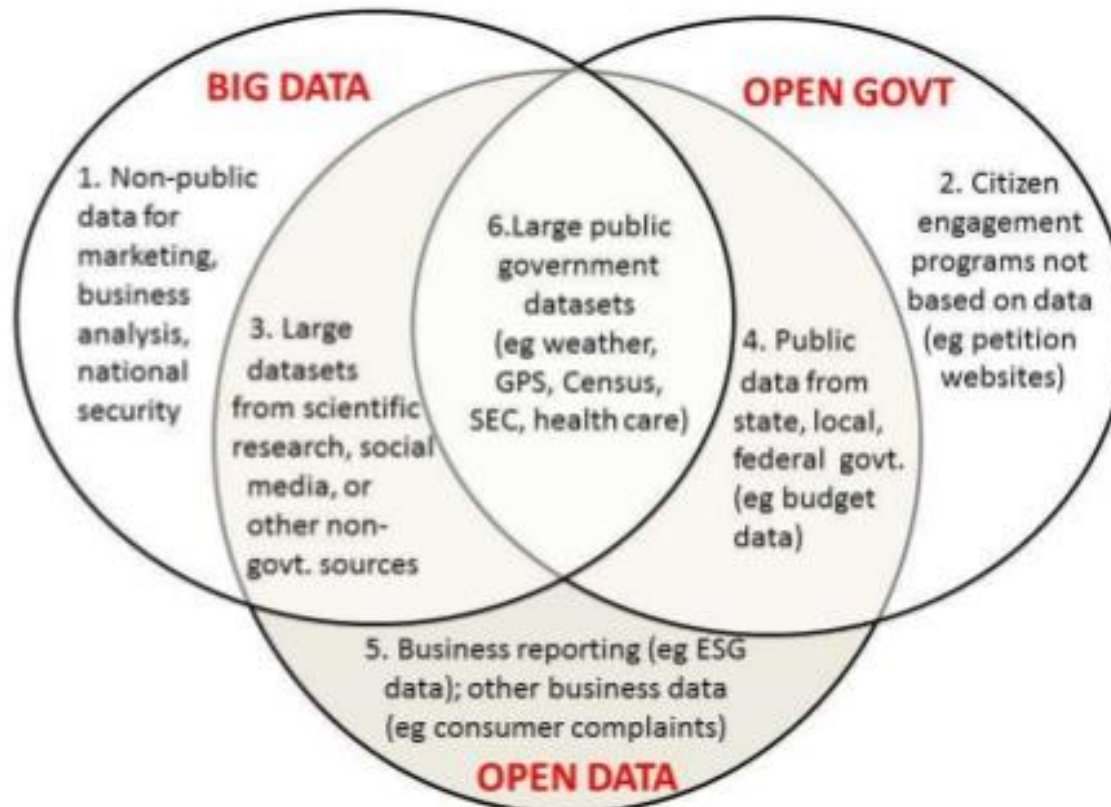 BIG DATA
OPEN GOVT
1. Non-public
data for
marketing,
business
analysis,
national
security
2. Citizen
engagement
programs not
based on data
(eg petition
websites)
6.Large public
government
datasets
(eg weather,
GPS, Census,
SEC, health care)
3. Large
datasets
from scientific
research, social
media, or
other non-
govt. sources
4. Public
data from
state, local,
federal govt.
(eg budget
data)
5. Business reporting (eg ESG
data); other business data
(eg consumer complaints)
OPEN DATA